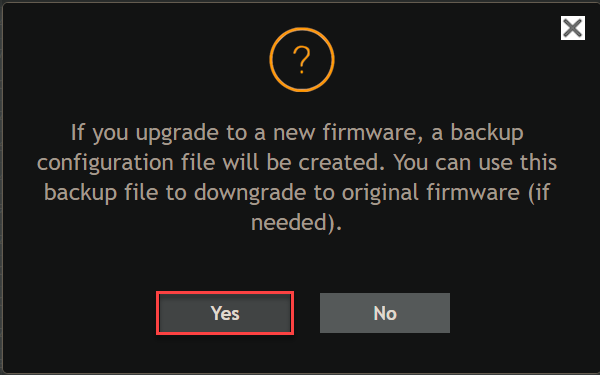 ?
If you upgrade to a new firmware, a backup
configuration file will be created. You can use this
backup file to downgrade to original firmware (if
needed).
Yes No